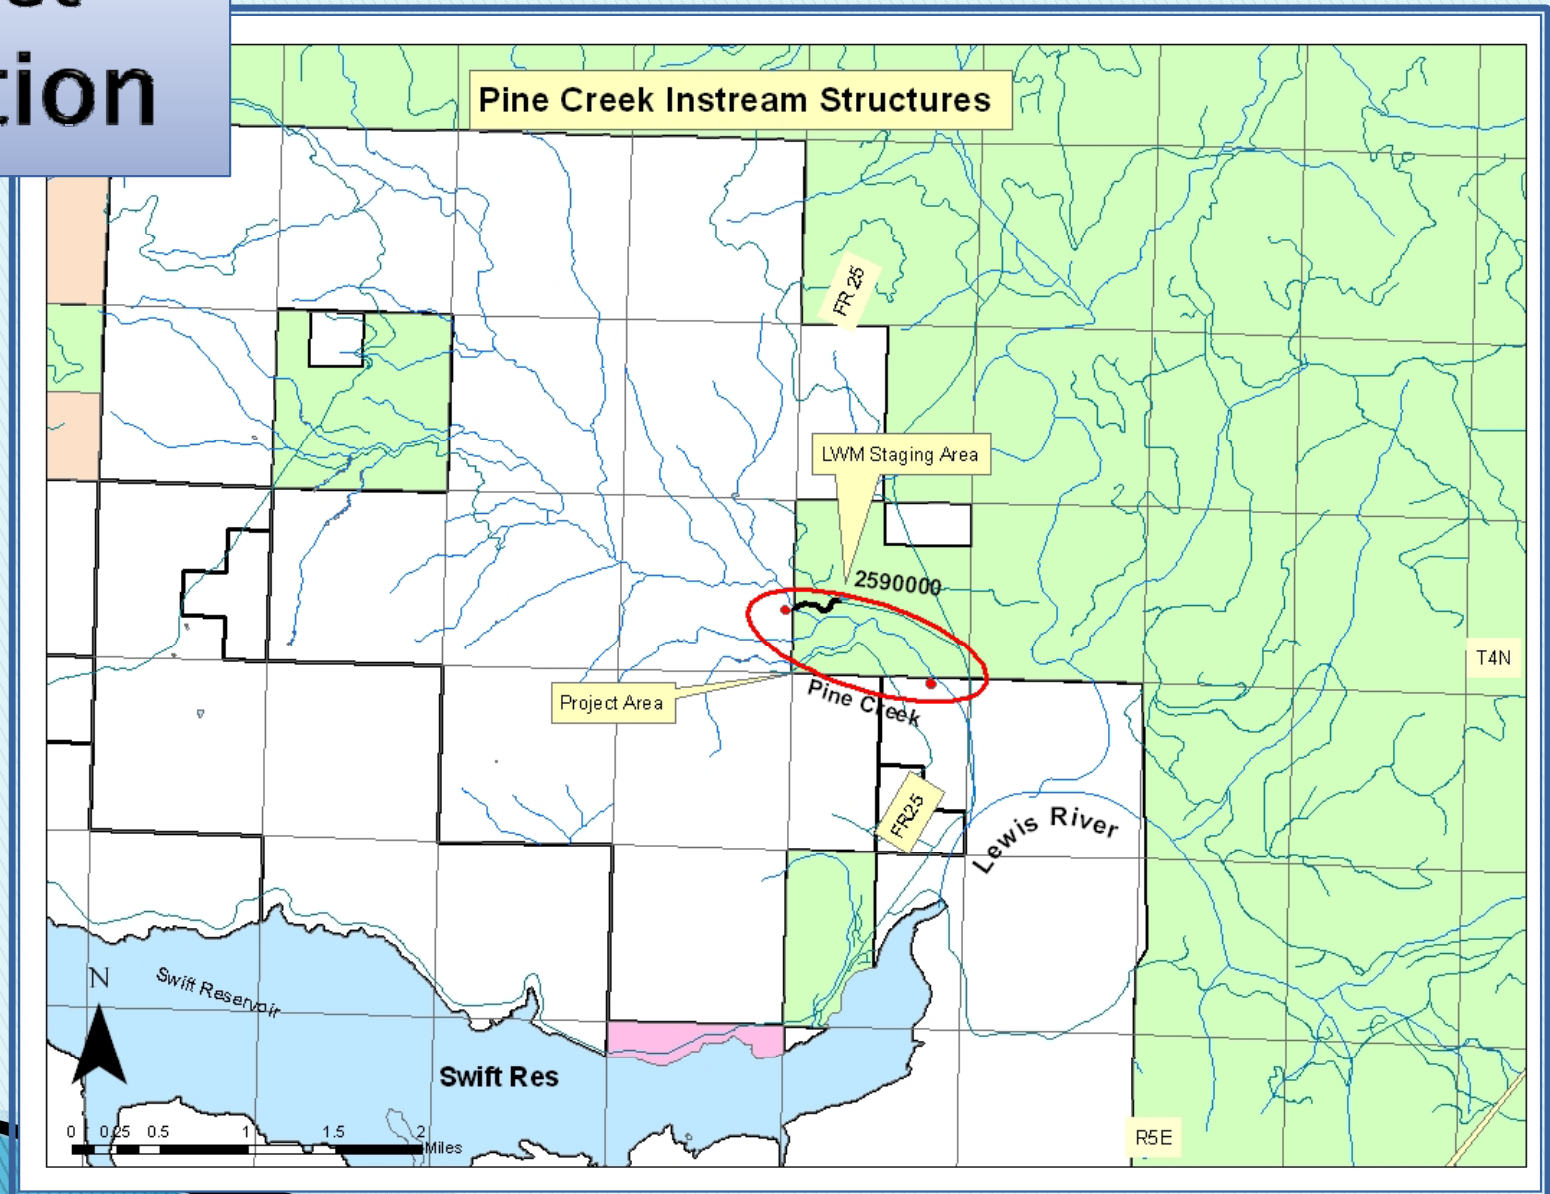 tion
Pine Creek Instream Structures
FR 25
LWM Staging Area
2590000
T4N
Project Area
Pine Creek
FR25
Lewis River
N
Swift Reservoir
Swift Res
0 0.25 0.5 1 1.5 2
Miles
R5E